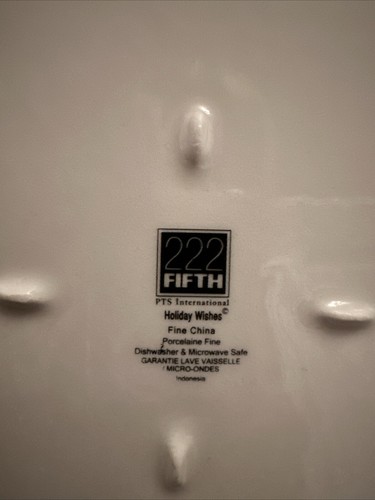 222
FIFTH
PTS International
Holiday Wishes©
Fine China
Porcelaine Fine
Dishwasher & Microwave Safe
GARANTIE LAVE VAISSELLE
/ MICRO-ONDES
Indonesia